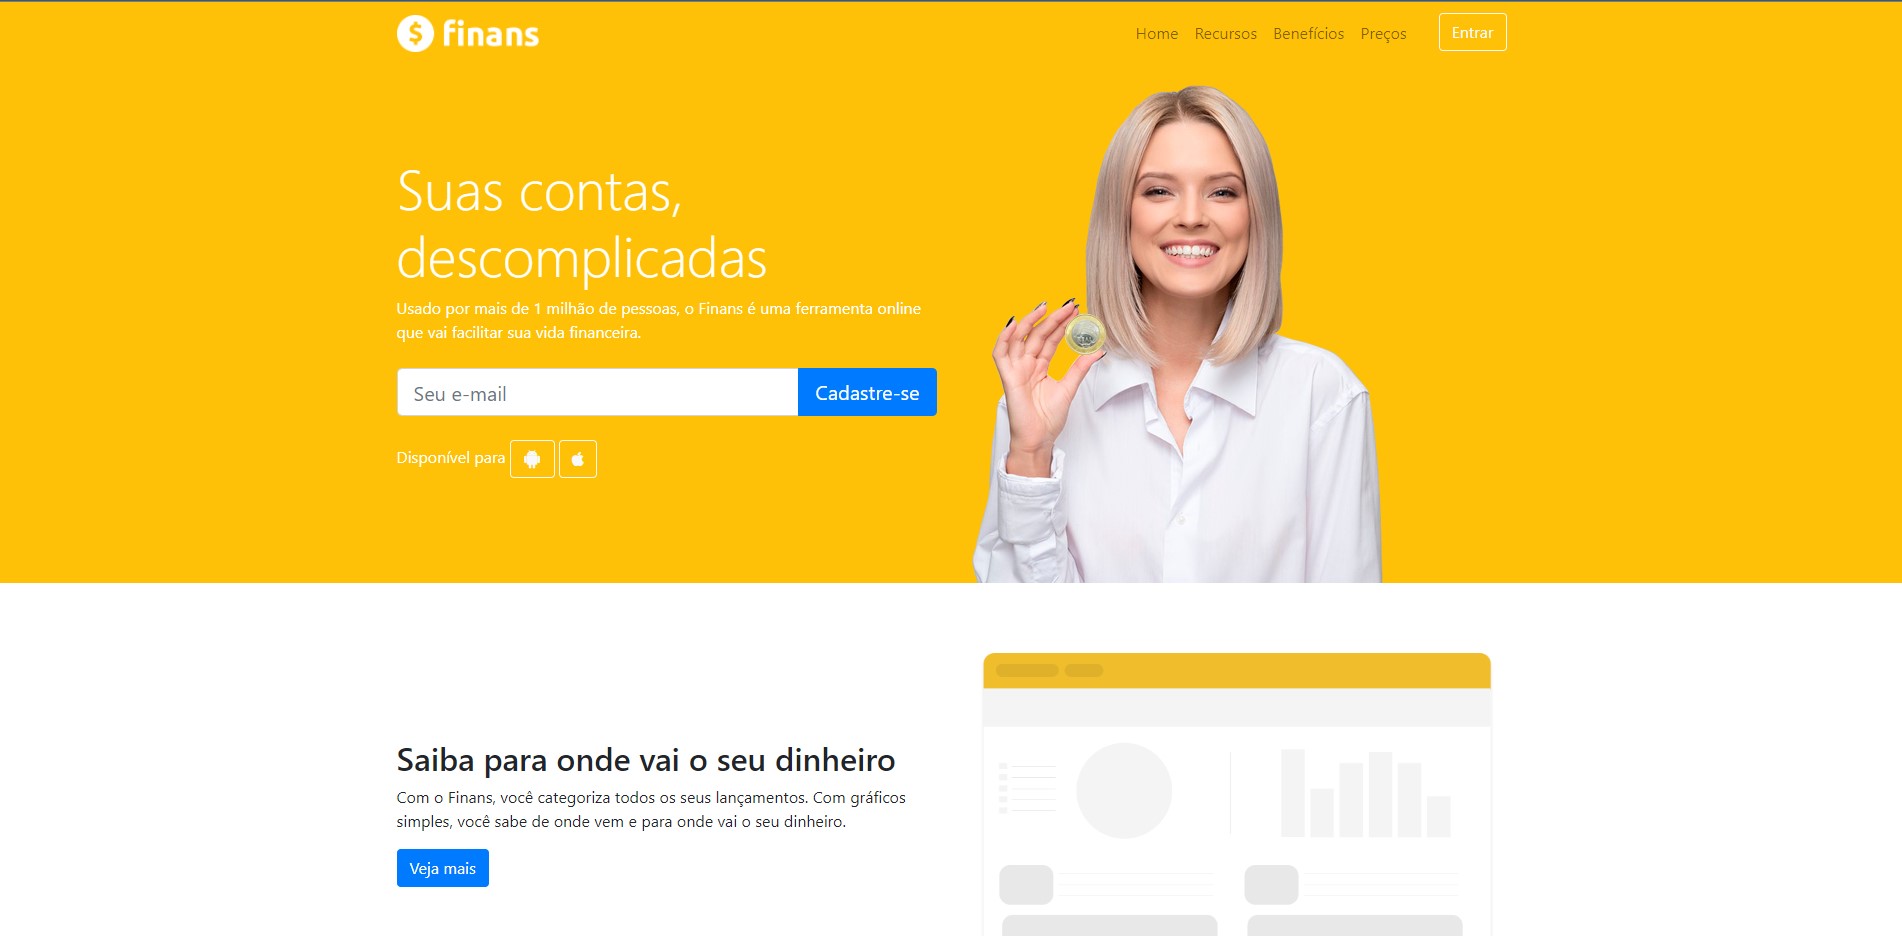 $ finans
Home Recursos Benefícios Preços Entrar
Suas contas,
descomplicadas
Usado por mais de 1 milhão de pessoas, o Finans é uma ferramenta online
que vai facilitar sua vida financeira.
Seu e-mail Cadastre-se
Disponível para
Saiba para onde vai o seu dinheiro
Com o Finans, você categoriza todos os seus lançamentos. Com gráficos
simples, você sabe de onde vem e para onde vai o seu dinheiro.
Veja mais